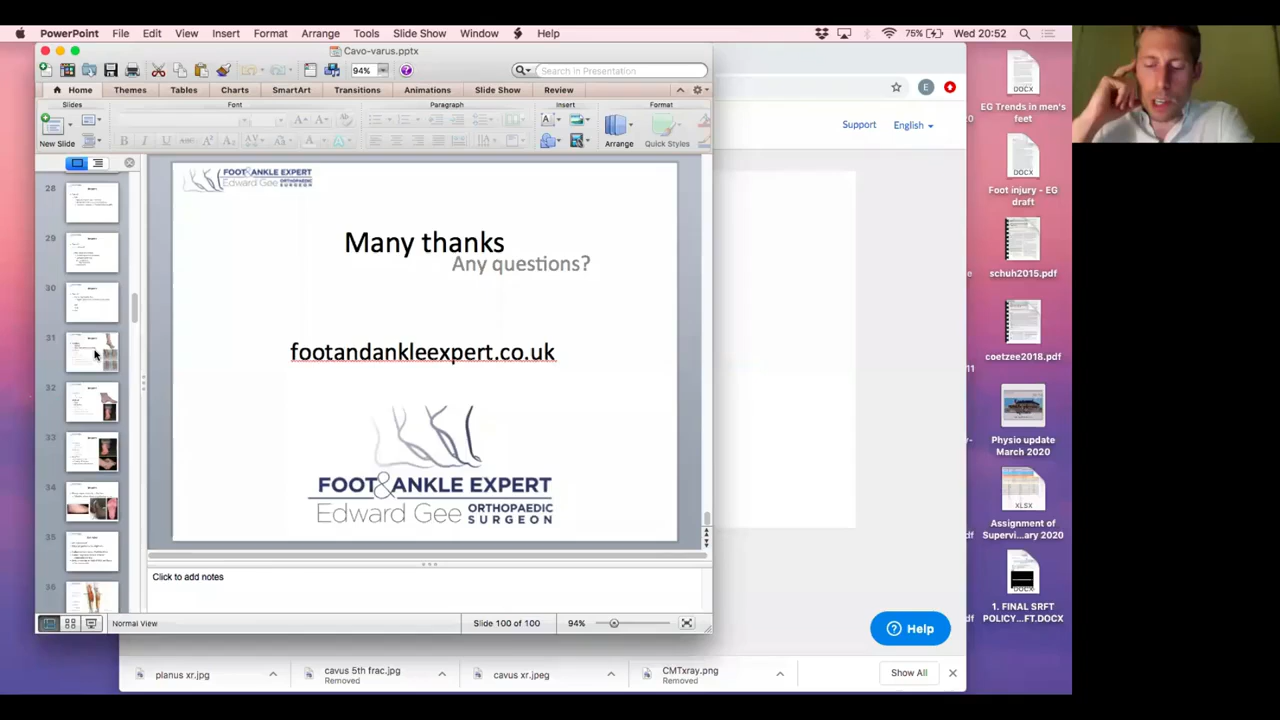 PowerPoint File Edit View Insert Format Arrange Tools Slide Show Window Help 75% Wed 20:52
Cavo-varus.pptx
94% Search in Presentation
Home Themes Tables Charts SmartArt Transitions Animations Slide Show Review
Slides Font Paragraph Insert Format
New Slide Arrange Quick Styles
28
29
30
31
32
33
34
35
36
FOOT&ANKLE EXPERT
Edward Gee ORTHOPAEDIC SURGEON
Many thanks
Any questions?
footandankleexpert.co.uk
FOOT&ANKLE EXPERT
Edward Gee ORTHOPAEDIC
SURGEON
Click to add notes
Normal View Slide 100 of 100 94%
E
Support English
Help
planus xr.jpg
cavus 5th frac.jpg
Removed
cavus xr.jpeg
CMTxray.png
Removed
Show All
DOCX
EG Trends in men's
feet
DOCX
Foot injury - EG
draft
schuh2015.pdf
coetzee2018.pdf
Physio update
March 2020
XLSX
Assignment of
Supervi...ary 2020
DOCX
1. FINAL SRFT
POLICY...FT.DOCX